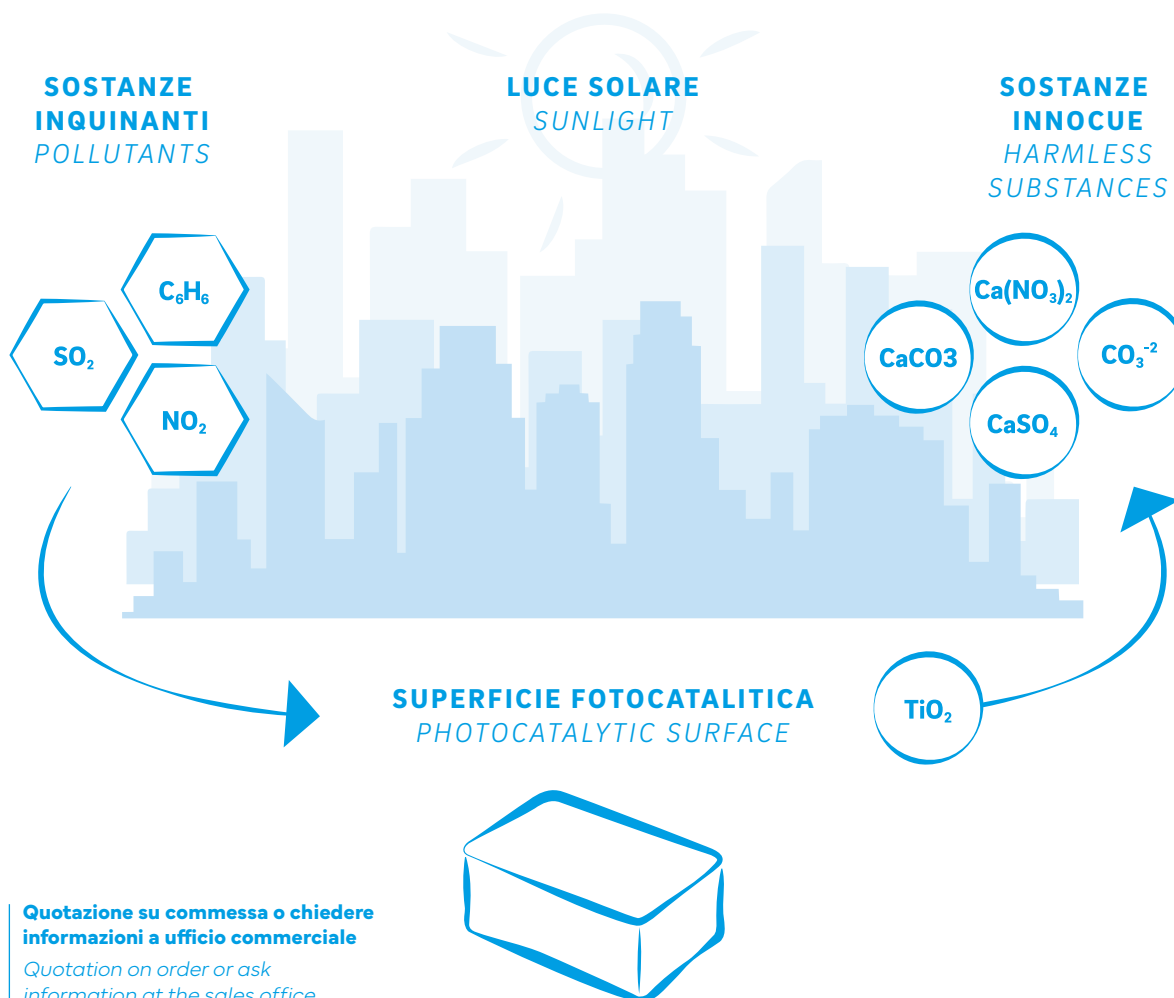 SOSTANZE
INQUINANTI
POLLUTANTS
LUCE SOLARE
SUNLIGHT
SOSTANZE
INNOCUE
HARMLESS
SUBSTANCES
C₆H₆
SO₂
NO₂
Ca(NO₃)₂
CaCO3
CO₃⁻²
CaSO₄
SUPERFICIE FOTOCATALITICA
PHOTOCATALYTIC SURFACE
TiO₂
Quotazione su commessa o chiedere
informazioni a ufficio commerciale
Quotation on order or ask
information at the sales office